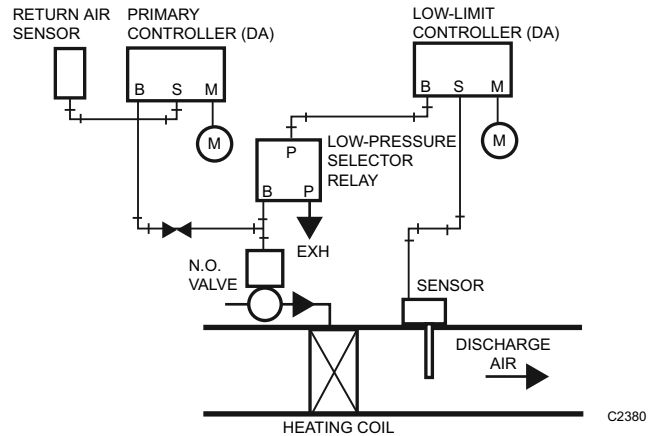 RETURN AIR
SENSOR
PRIMARY
CONTROLLER (DA)
LOW-LIMIT
CONTROLLER (DA)
B S M
B S M
M
M
P
LOW-PRESSURE
SELECTOR
RELAY
B P
EXH
N.O.
VALVE
SENSOR
DISCHARGE
AIR
HEATING COIL
C2380